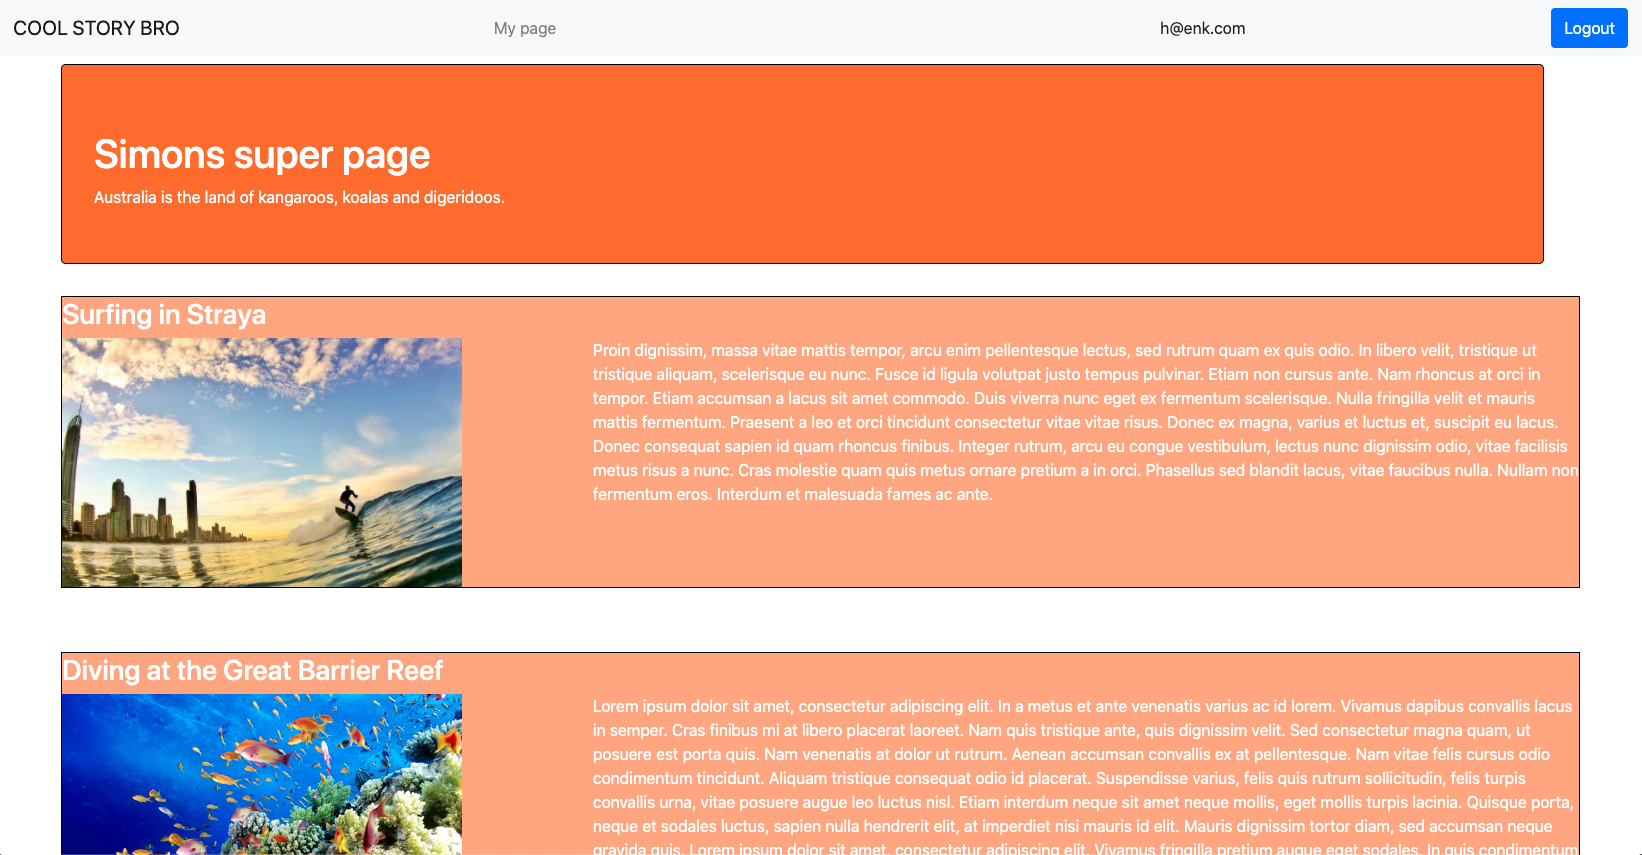 COOL STORY BRO
My page
h@enk.com
Logout
Simons super page
Australia is the land of kangaroos, koalas and digeridoos.
Surfing in Straya
Proin dignissim, massa vitae mattis tempor, arcu enim pellentesque lectus, sed rutrum quam ex quis odio. In libero velit, tristique ut
tristique aliquam, scelerisque eu nunc. Fusce id ligula volutpat justo tempus pulvinar. Etiam non cursus ante. Nam rhoncus at orci in
tempor. Etiam accumsan a lacus sit amet commodo. Duis viverra nunc eget ex fermentum scelerisque. Nulla fringilla velit et mauris
mattis fermentum. Praesent a leo et orci tincidunt consectetur vitae vitae risus. Donec ex magna, varius et luctus et, suscipit eu lacus.
Donec consequat sapien id quam rhoncus finibus. Integer rutrum, arcu eu congue vestibulum, lectus nunc dignissim odio, vitae facilisis
metus risus a nunc. Cras molestie quam quis metus ornare pretium a in orci. Phasellus sed blandit lacus, vitae faucibus nulla. Nullam non
fermentum eros. Interdum et malesuada fames ac ante.
Diving at the Great Barrier Reef
Lorem ipsum dolor sit amet, consectetur adipiscing elit. In a metus et ante venenatis varius ac id lorem. Vivamus dapibus convallis lacus
in semper. Cras finibus mi at libero placerat laoreet. Nam quis tristique ante, quis dignissim velit. Sed consectetur magna quam, ut
posuere est porta quis. Nam venenatis at dolor ut rutrum. Aenean accumsan convallis ex at pellentesque. Nam vitae felis cursus odio
condimentum tincidunt. Aliquam tristique consequat odio id placerat. Suspendisse varius, felis quis rutrum sollicitudin, felis turpis
convallis urna, vitae posuere augue leo luctus nisl. Etiam interdum neque sit amet neque mollis, eget mollis turpis lacinia. Quisque porta,
neque et sodales luctus, sapien nulla hendrerit elit, at imperdiet nisi mauris id elit. Mauris dignissim tortor diam, sed accumsan neque
gravida quis. Lorem ipsum dolor sit amet, consectetur adipiscing elit. Vivamus fringilla pretium augue eget sodales. In quis condimentum